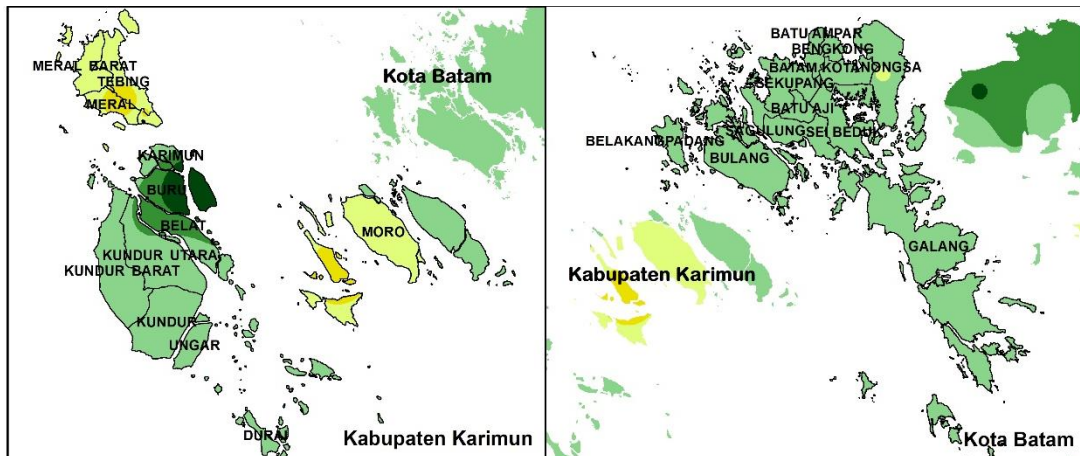 MERAL BARAT
TEBING
MERAL
KARIMUN
BURU
BELAT
KUNDUR UTARA
KUNDUR BARAT
KUNDUR
UNGAR
DURAI
MORO
Kota Batam
Kabupaten Karimun
BATU AMPAR
BENGKONG
BATAM KOTA
NONGSA
SEKUPANG
BATU AJI
SAGULUNG
SEI BEDUK
BELAKANGPADANG
BULANG
GALANG
Kabupaten Karimun
Kota Batam